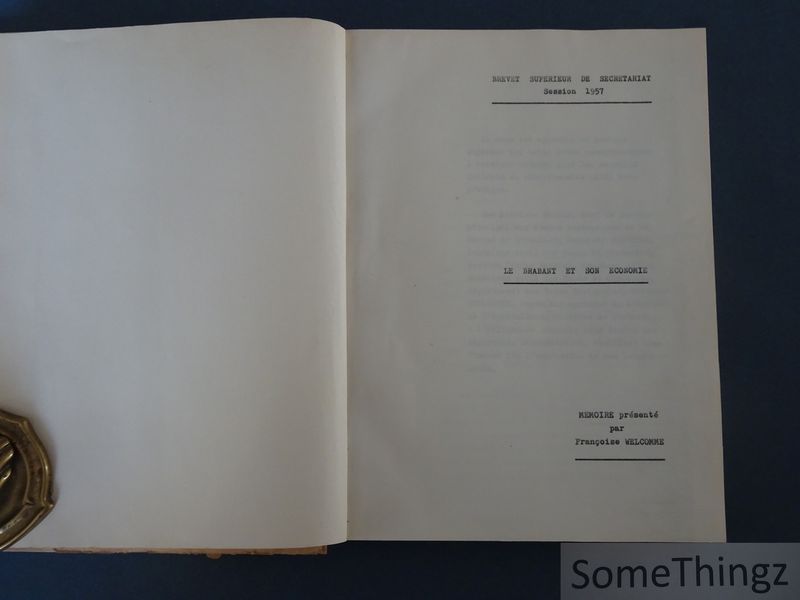 BREVET SUPERIEUR DE SECRETARIAT
Session 1957
LE BRABANT ET SON ECONOMIE
MEMOIRE présenté
par
Françoise WELCOMME
SomeThingz